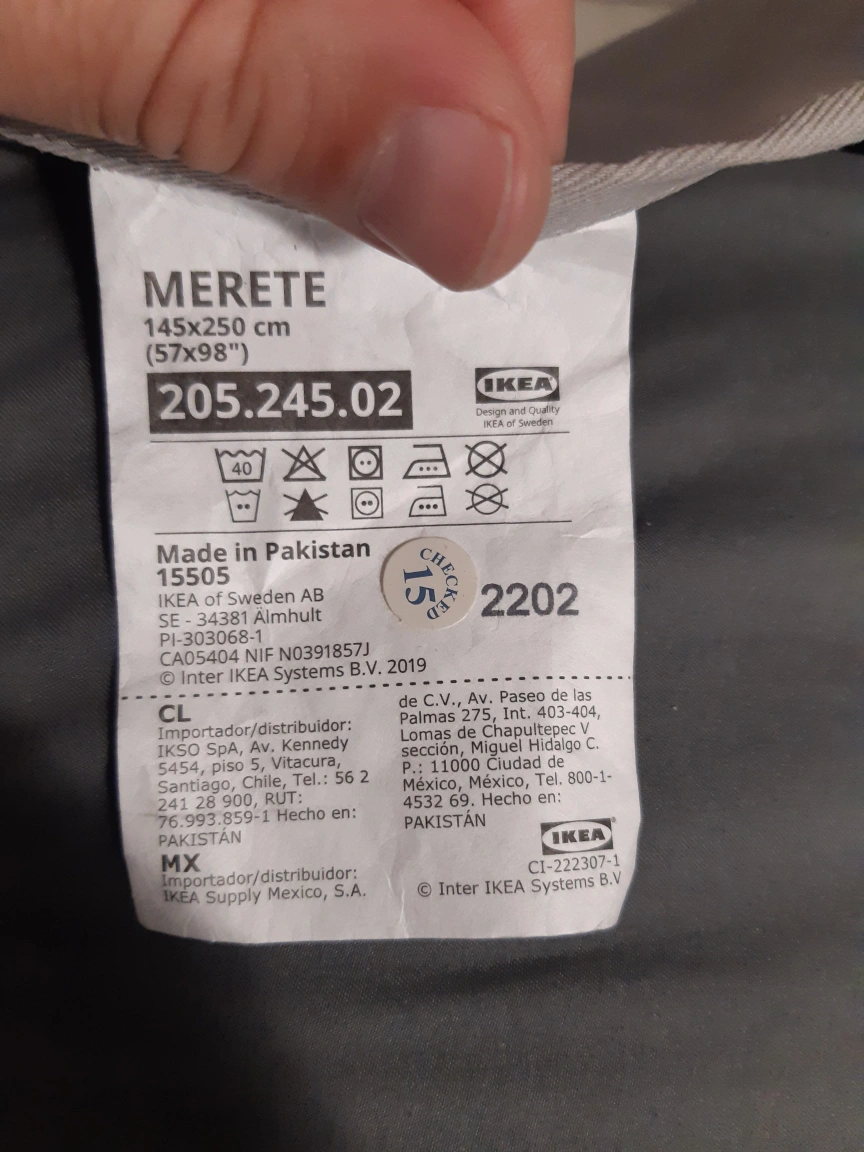 MERETE
145x250 cm
(57x98")
205.245.02
IKEA
Design and Quality
IKEA of Sweden
40
Made in Pakistan
15505
IKEA of Sweden AB
SE - 34381 Älmhult
PI-303068-1
CA05404 NIF N0391857J
© Inter IKEA Systems B.V. 2019
CHECKED
15
2202
CL
Importador/distribuidor:
IKSO SpA, Av. Kennedy
5454, piso 5, Vitacura,
Santiago, Chile, Tel.: 56 2
241 28 900, RUT:
76.993.859-1 Hecho en:
PAKISTÁN
MX
Importador/distribuidor:
IKEA Supply Mexico, S.A.
de C.V., Av. Paseo de las
Palmas 275, Int. 403-404,
Lomas de Chapultepec V
sección, Miguel Hidalgo C.
P.: 11000 Ciudad de
México, México, Tel. 800-1-
4532 69. Hecho en:
PAKISTÁN
IKEA
CI-222307-1
© Inter IKEA Systems B.V